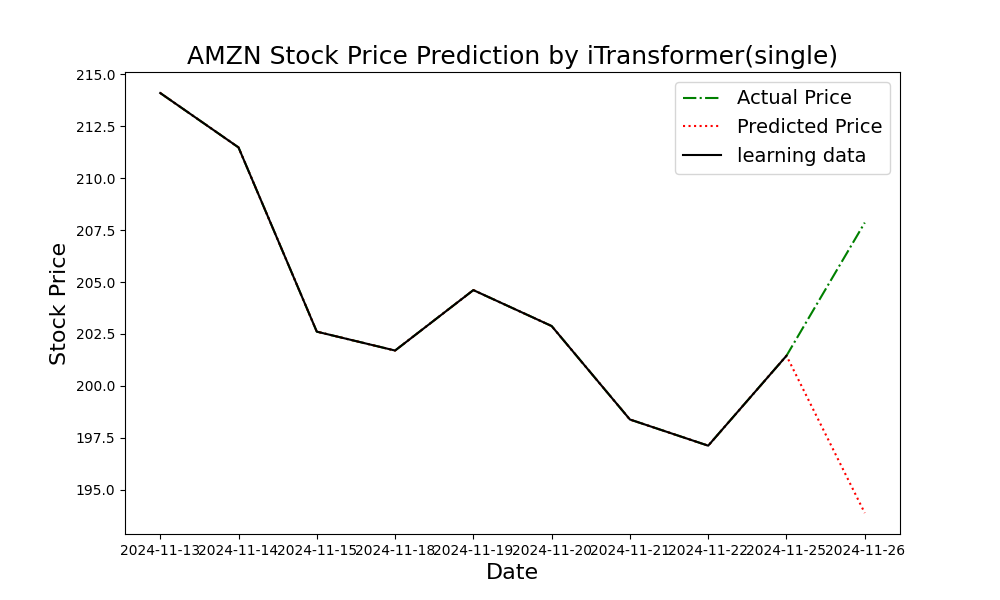 AMZN Stock Price Prediction by iTransformer(single)
215.0
212.5
210.0
207.5
205.0
202.5
200.0
197.5
195.0
Stock Price
Actual Price
Predicted Price
learning data
2024-11-13 2024-11-14 2024-11-15 2024-11-18 2024-11-19 2024-11-20 2024-11-21 2024-11-22 2024-11-25 2024-11-26
Date